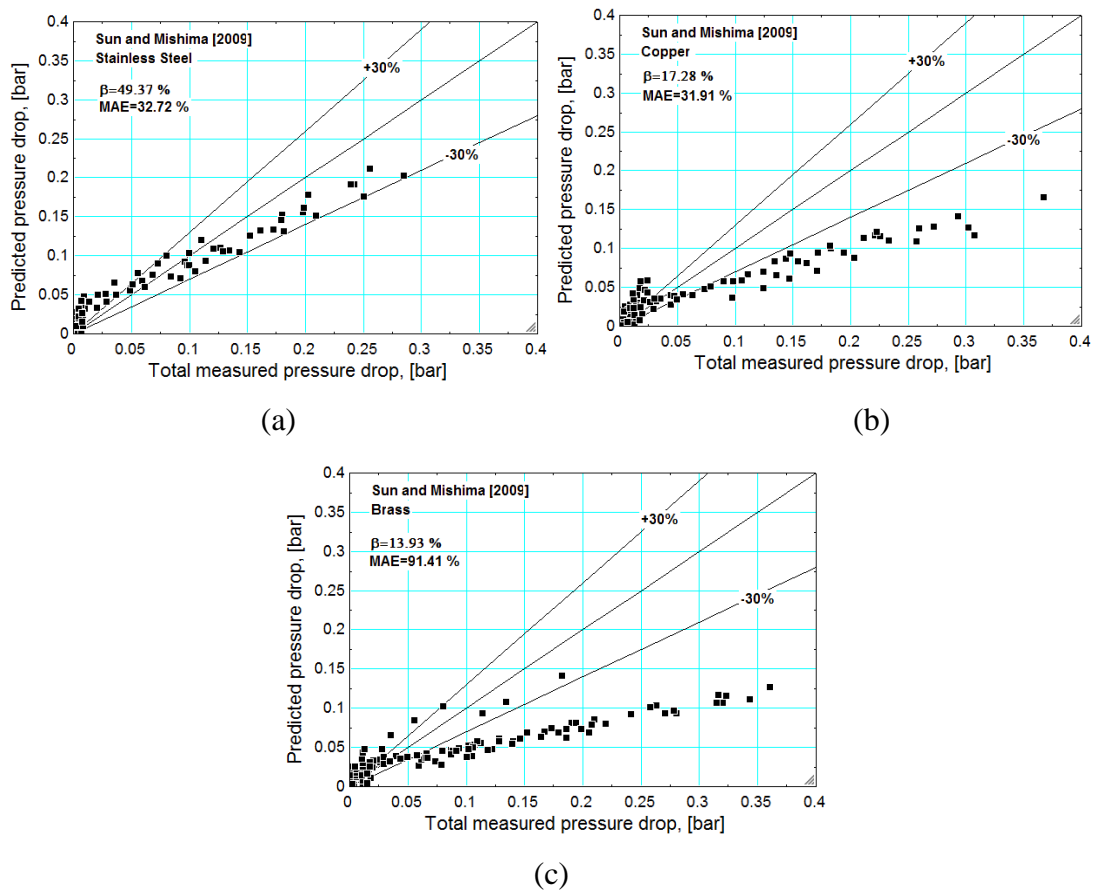 Sun and Mishima [2009]
Stainless Steel
β=49.37 %
MAE=32.72 %
+30%
-30%
Predicted pressure drop, [bar]
0.4
0.35
0.3
0.25
0.2
0.15
0.1
0.05
0
0 0.05 0.1 0.15 0.2 0.25 0.3 0.35 0.4
Total measured pressure drop, [bar]
(a)
Sun and Mishima [2009]
Copper
β=17.28 %
MAE=31.91 %
+30%
-30%
Predicted pressure drop, [bar]
0.4
0.35
0.3
0.25
0.2
0.15
0.1
0.05
0
0 0.05 0.1 0.15 0.2 0.25 0.3 0.35 0.4
Total measured pressure drop, [bar]
(b)
Sun and Mishima [2009]
Brass
β=13.93 %
MAE=91.41 %
+30%
-30%
Predicted pressure drop, [bar]
0.4
0.35
0.3
0.25
0.2
0.15
0.1
0.05
0
0 0.05 0.1 0.15 0.2 0.25 0.3 0.35 0.4
Total measured pressure drop, [bar]
(c)